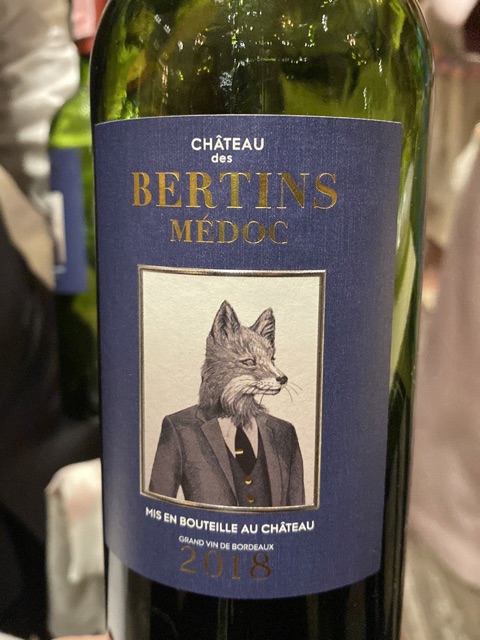 CHÂTEAU
des
BERTINS
MÉDOC
MIS EN BOUTEILLE AU CHÂTEAU
GRAND VIN DE BORDEAUX
2018